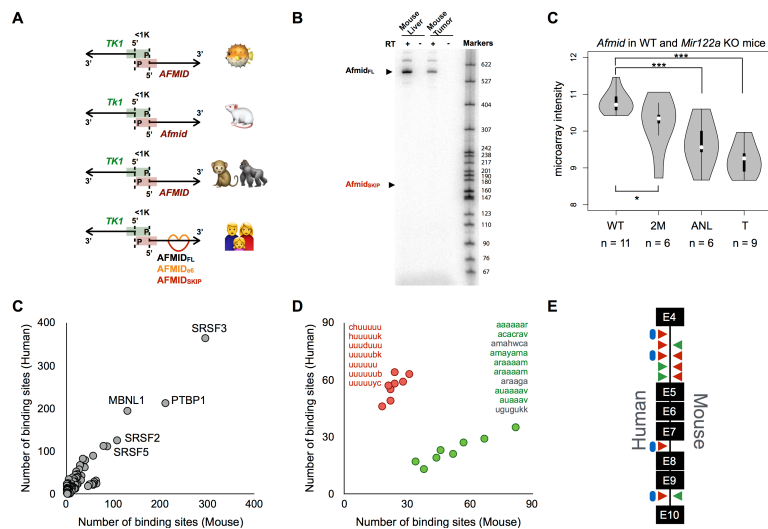 A
TK1
<1K
5'
P
3'
3'
P
5'
AFMID
Tk1
<1K
5'
P
3'
3'
P
5'
Afmid
TK1
<1K
5'
P
3'
3'
P
5'
AFMID
TK1
<1K
5'
P
3'
3'
P
5'
AFMIDFL
AFMIDe6
AFMIDSKIP
B
Mouse Liver
Mouse Tumor
RT + - + - Markers
AfmidFL
AfmidSKIP
622
527
404
307
242
238
217
201
190
180
160
147
123
110
90
76
67
C
Afmid in WT and Mir122a KO mice
***
***
*
microarray intensity
12
11
10
9
8
WT 2M ANL T
n = 11 n = 6 n = 6 n = 9
C
Number of binding sites (Human)
400
300
200
100
0
SRSF3
MBNL1
PTBP1
SRSF2
SRSF5
0 100 200 300 400
Number of binding sites (Mouse)
D
Number of binding sites (Human)
90
60
30
0
chuuuuu
huuuuuk
uuuduuu
uuuuubk
uuuuuu
uuuuuub
uuuuuyc
aaaaaar
acacrav
amahwca
amayama
araaaam
araaaam
araaga
auaaaav
auaaav
ugugukk
0 30 60 90
Number of binding sites (Mouse)
E
Human
Mouse
E4
E5
E6
E7
E8
E9
E10